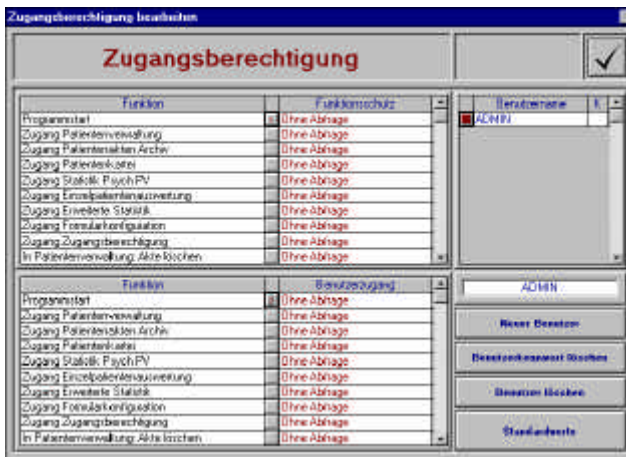 Zugangsberechtigung bearbeiten
Zugangsberechtigung
Funktion Funktionsschutz
Programmstart Ohne Abfrage
Zugang Patientenverwaltung Ohne Abfrage
Zugang Patientenakten Archiv Ohne Abfrage
Zugang Patientenkartei Ohne Abfrage
Zugang Statistik Psych PV Ohne Abfrage
Zugang Einzelpatientenauswertung Ohne Abfrage
Zugang Erweiterte Statistik Ohne Abfrage
Zugang Formularkonfiguration Ohne Abfrage
Zugang Zugangsberechtigung Ohne Abfrage
In Patientenverwaltung: Akte löschen Ohne Abfrage
Benutzername K
ADMIN
Funktion Benutzerzugang
Programmstart Ohne Abfrage
Zugang Patientenverwaltung Ohne Abfrage
Zugang Patientenakten Archiv Ohne Abfrage
Zugang Patientenkartei Ohne Abfrage
Zugang Statistik Psych PV Ohne Abfrage
Zugang Einzelpatientenauswertung Ohne Abfrage
Zugang Erweiterte Statistik Ohne Abfrage
Zugang Formularkonfiguration Ohne Abfrage
Zugang Zugangsberechtigung Ohne Abfrage
In Patientenverwaltung: Akte löschen Ohne Abfrage
ADMIN
Neuer Benutzer
Benutzerkennwort löschen
Benutzer löschen
Standardwerte